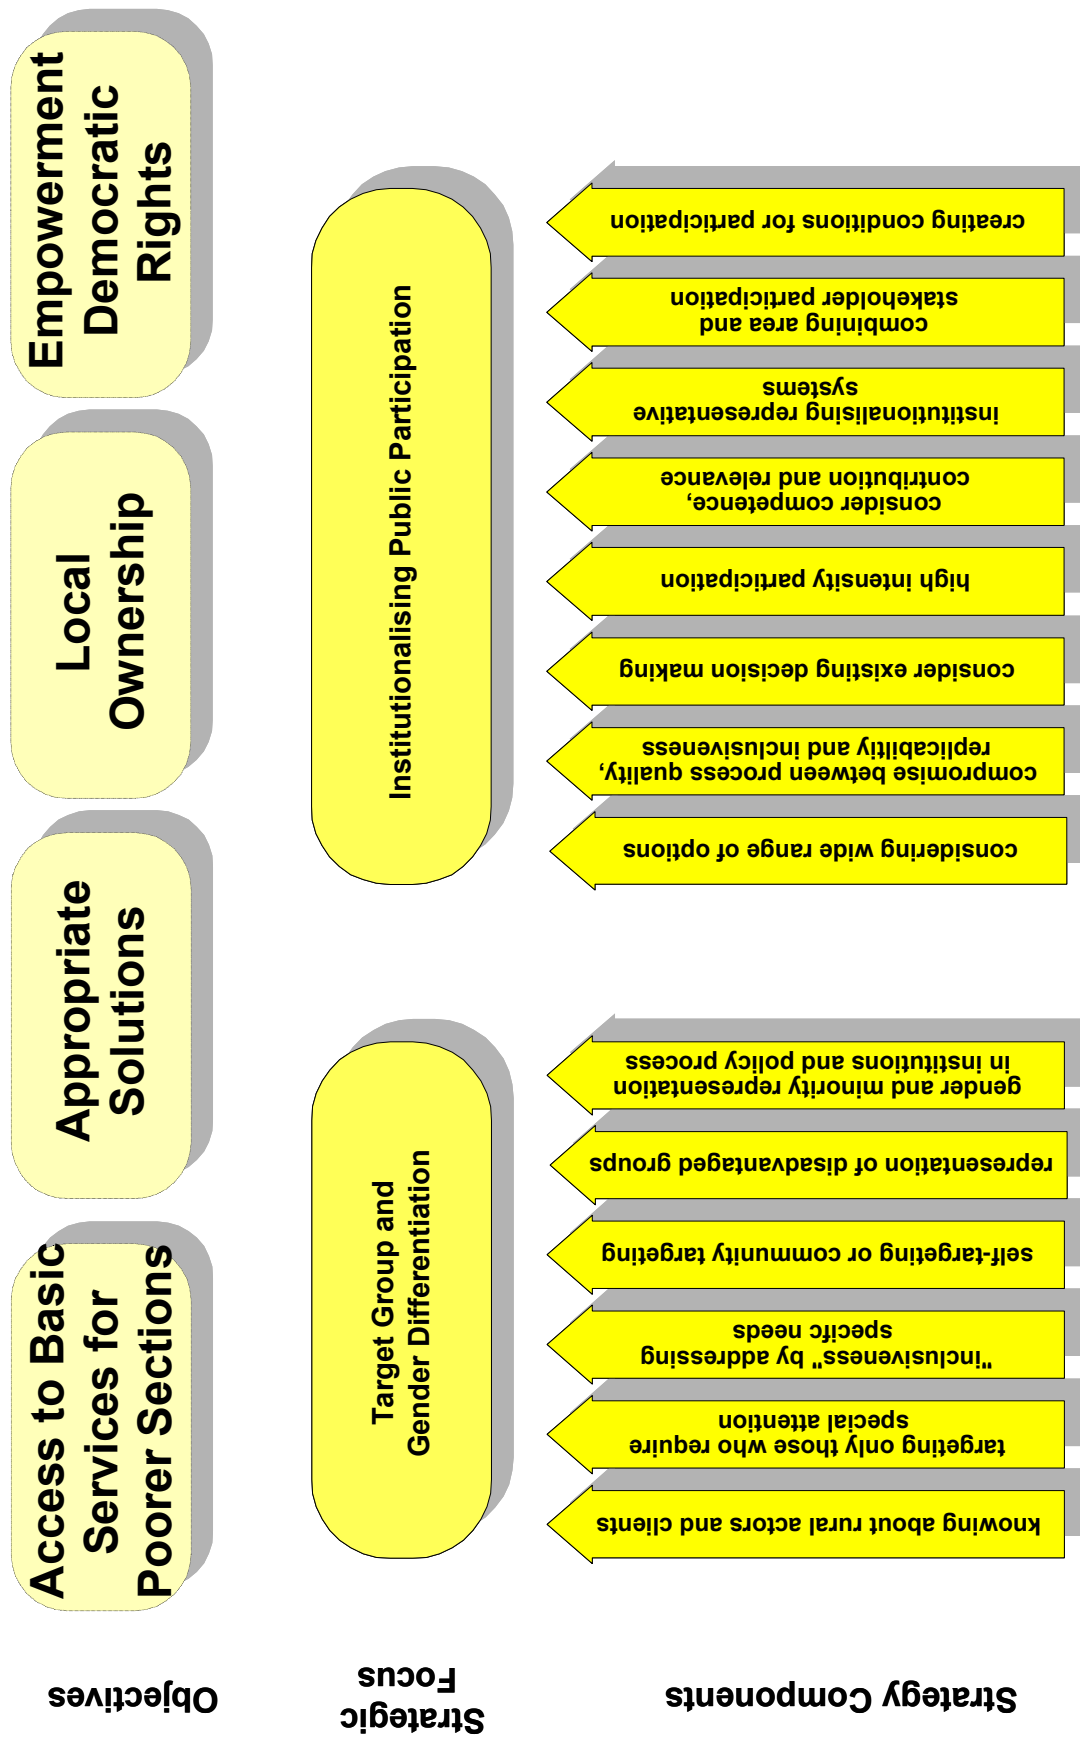 Objectives
Access to Basic
Services for
Poorer Sections
Appropriate
Solutions
Local
Ownership
Empowerment
Democratic
Rights
Strategic
Focus
Target Group and
Gender Differentiation
Institutionalising Public Participation
Strategy Components
knowing about rural actors and clients
targeting only those who require
special attention
"inclusiveness" by addressing
specifc needs
self-targeting or community targeting
representation of disadvantaged groups
gender and minority representation
in institutions and policy process
considering wide range of options
compromise between process quality,
replicablitiy and inclusiveness
consider existing decision making
high intensity participation
consider competence,
contribution and relevance
institutionalising representative
systems
combining area and
stakeholder participation
creating conditions for participation